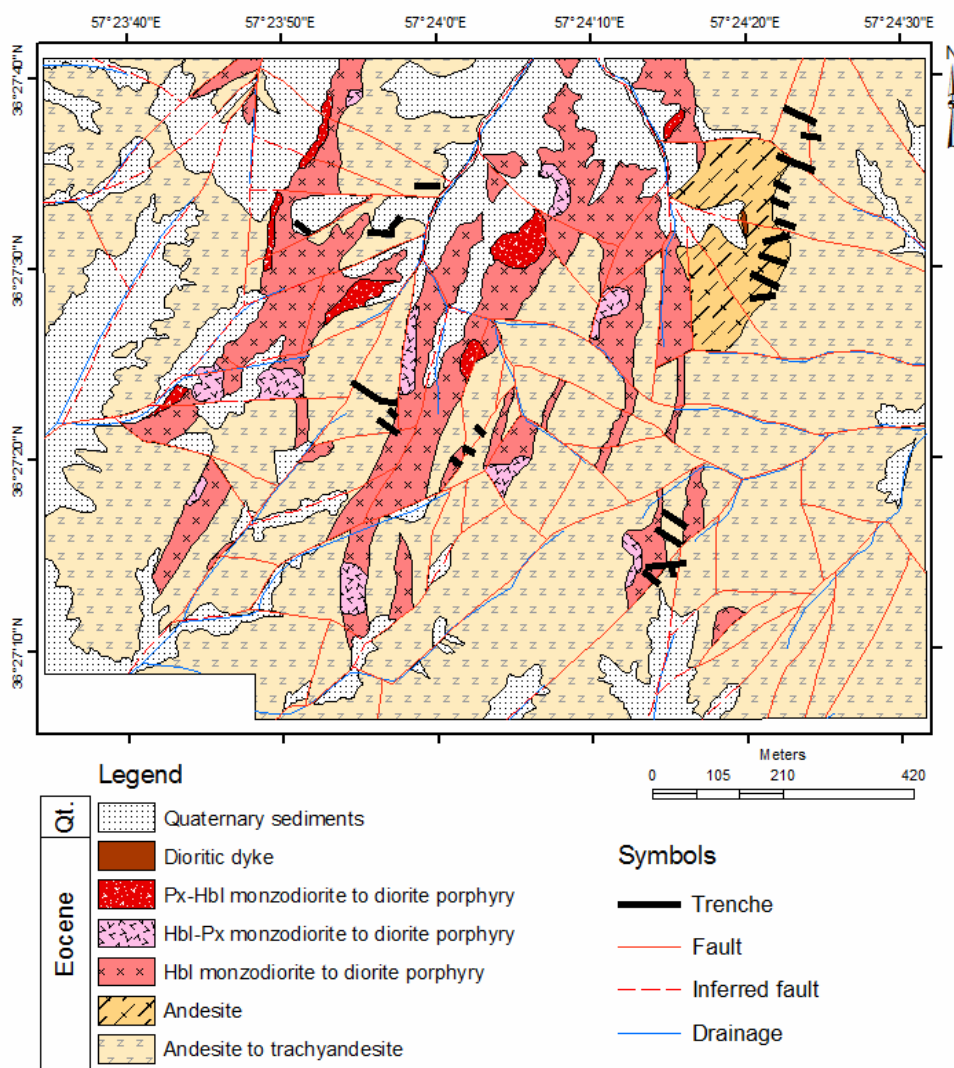 57°23'40"E 57°23'50"E 57°24'0"E 57°24'10"E 57°24'20"E 57°24'30"E
N
36°27'40"N
36°27'30"N
36°27'20"N
36°27'10"N
Meters
0 105 210 420
Legend
Qt.
Quaternary sediments
Eocene
Dioritic dyke
Px-Hbl monzodiorite to diorite porphyry
Hbl-Px monzodiorite to diorite porphyry
Hbl monzodiorite to diorite porphyry
Andesite
Andesite to trachyandesite
Symbols
Trenche
Fault
Inferred fault
Drainage